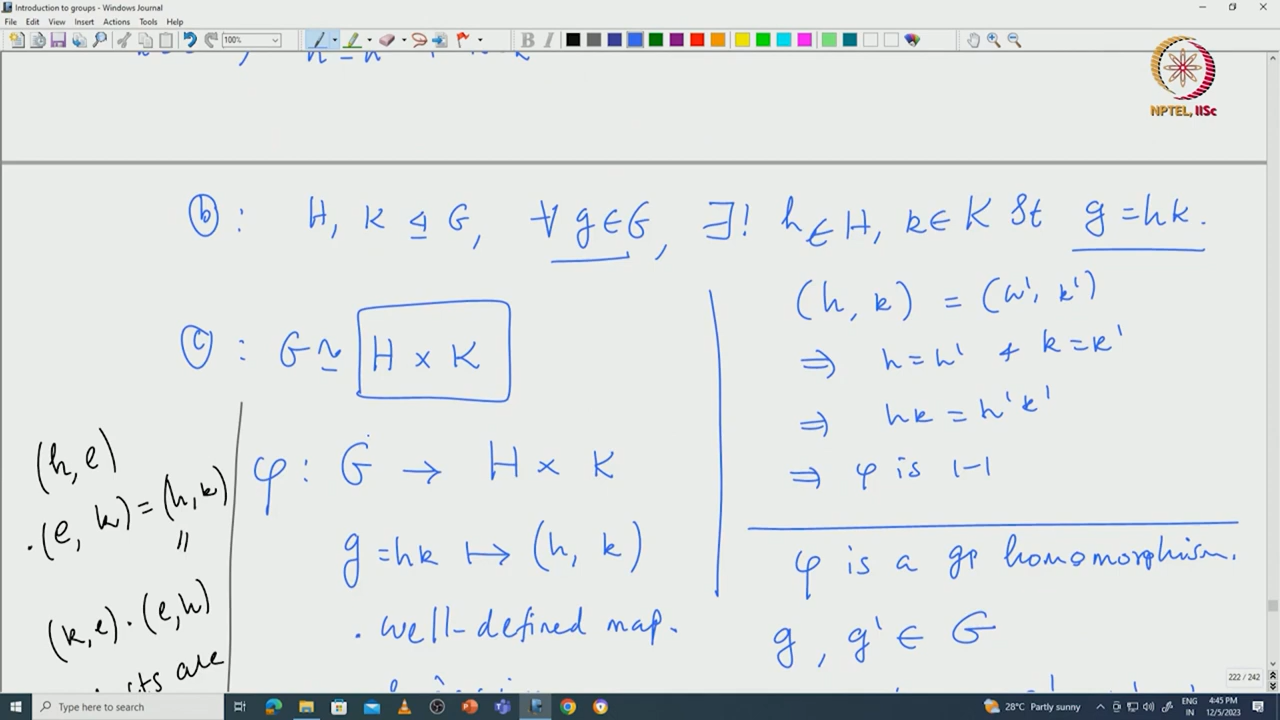 Introduction to groups - Windows Journal
File Edit View Insert Actions Tools Help
100%
NPTEL, IISc
ⓑ : H, K ⊴ G, ∀ g ∈ G, ∃! h ∈ H, k ∈ K St g = hk.
ⓒ : G ≃ H × K
φ : G → H × K
g = hk ↦ (h, k)
. well-defined map.
(h, e)
. (e, k) = (h, k)
"
(k, e) . (e, h)
are
(h, k) = (h', k')
⇒ h = h' & k = k'
⇒ hk = h'k'
⇒ φ is 1-1
φ is a gp homomorphism.
g, g' ∈ G
222 / 242
Type here to search
28°C Partly sunny
ENG
IN
4:45 PM
12/5/2023